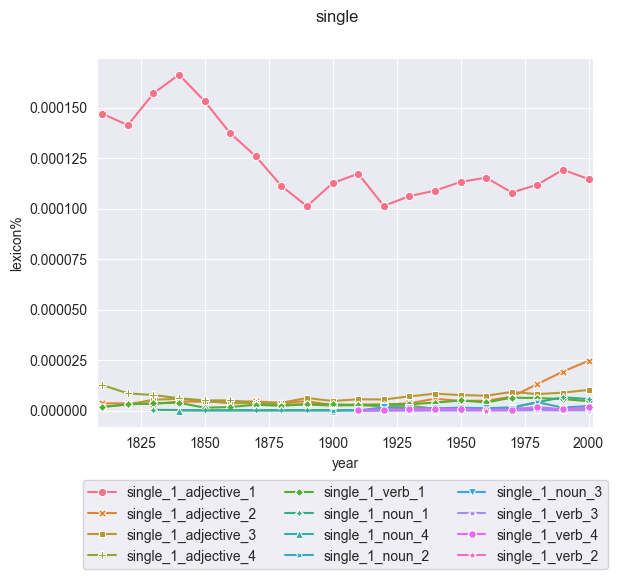 single
0.000150
0.000125
0.000100
0.000075
0.000050
0.000025
0.000000
lexicon%
1825 1850 1875 1900 1925 1950 1975 2000
year
single_1_adjective_1 single_1_verb_1 single_1_noun_3
single_1_adjective_2 single_1_noun_1 single_1_verb_3
single_1_adjective_3 single_1_noun_4 single_1_verb_4
single_1_adjective_4 single_1_noun_2 single_1_verb_2